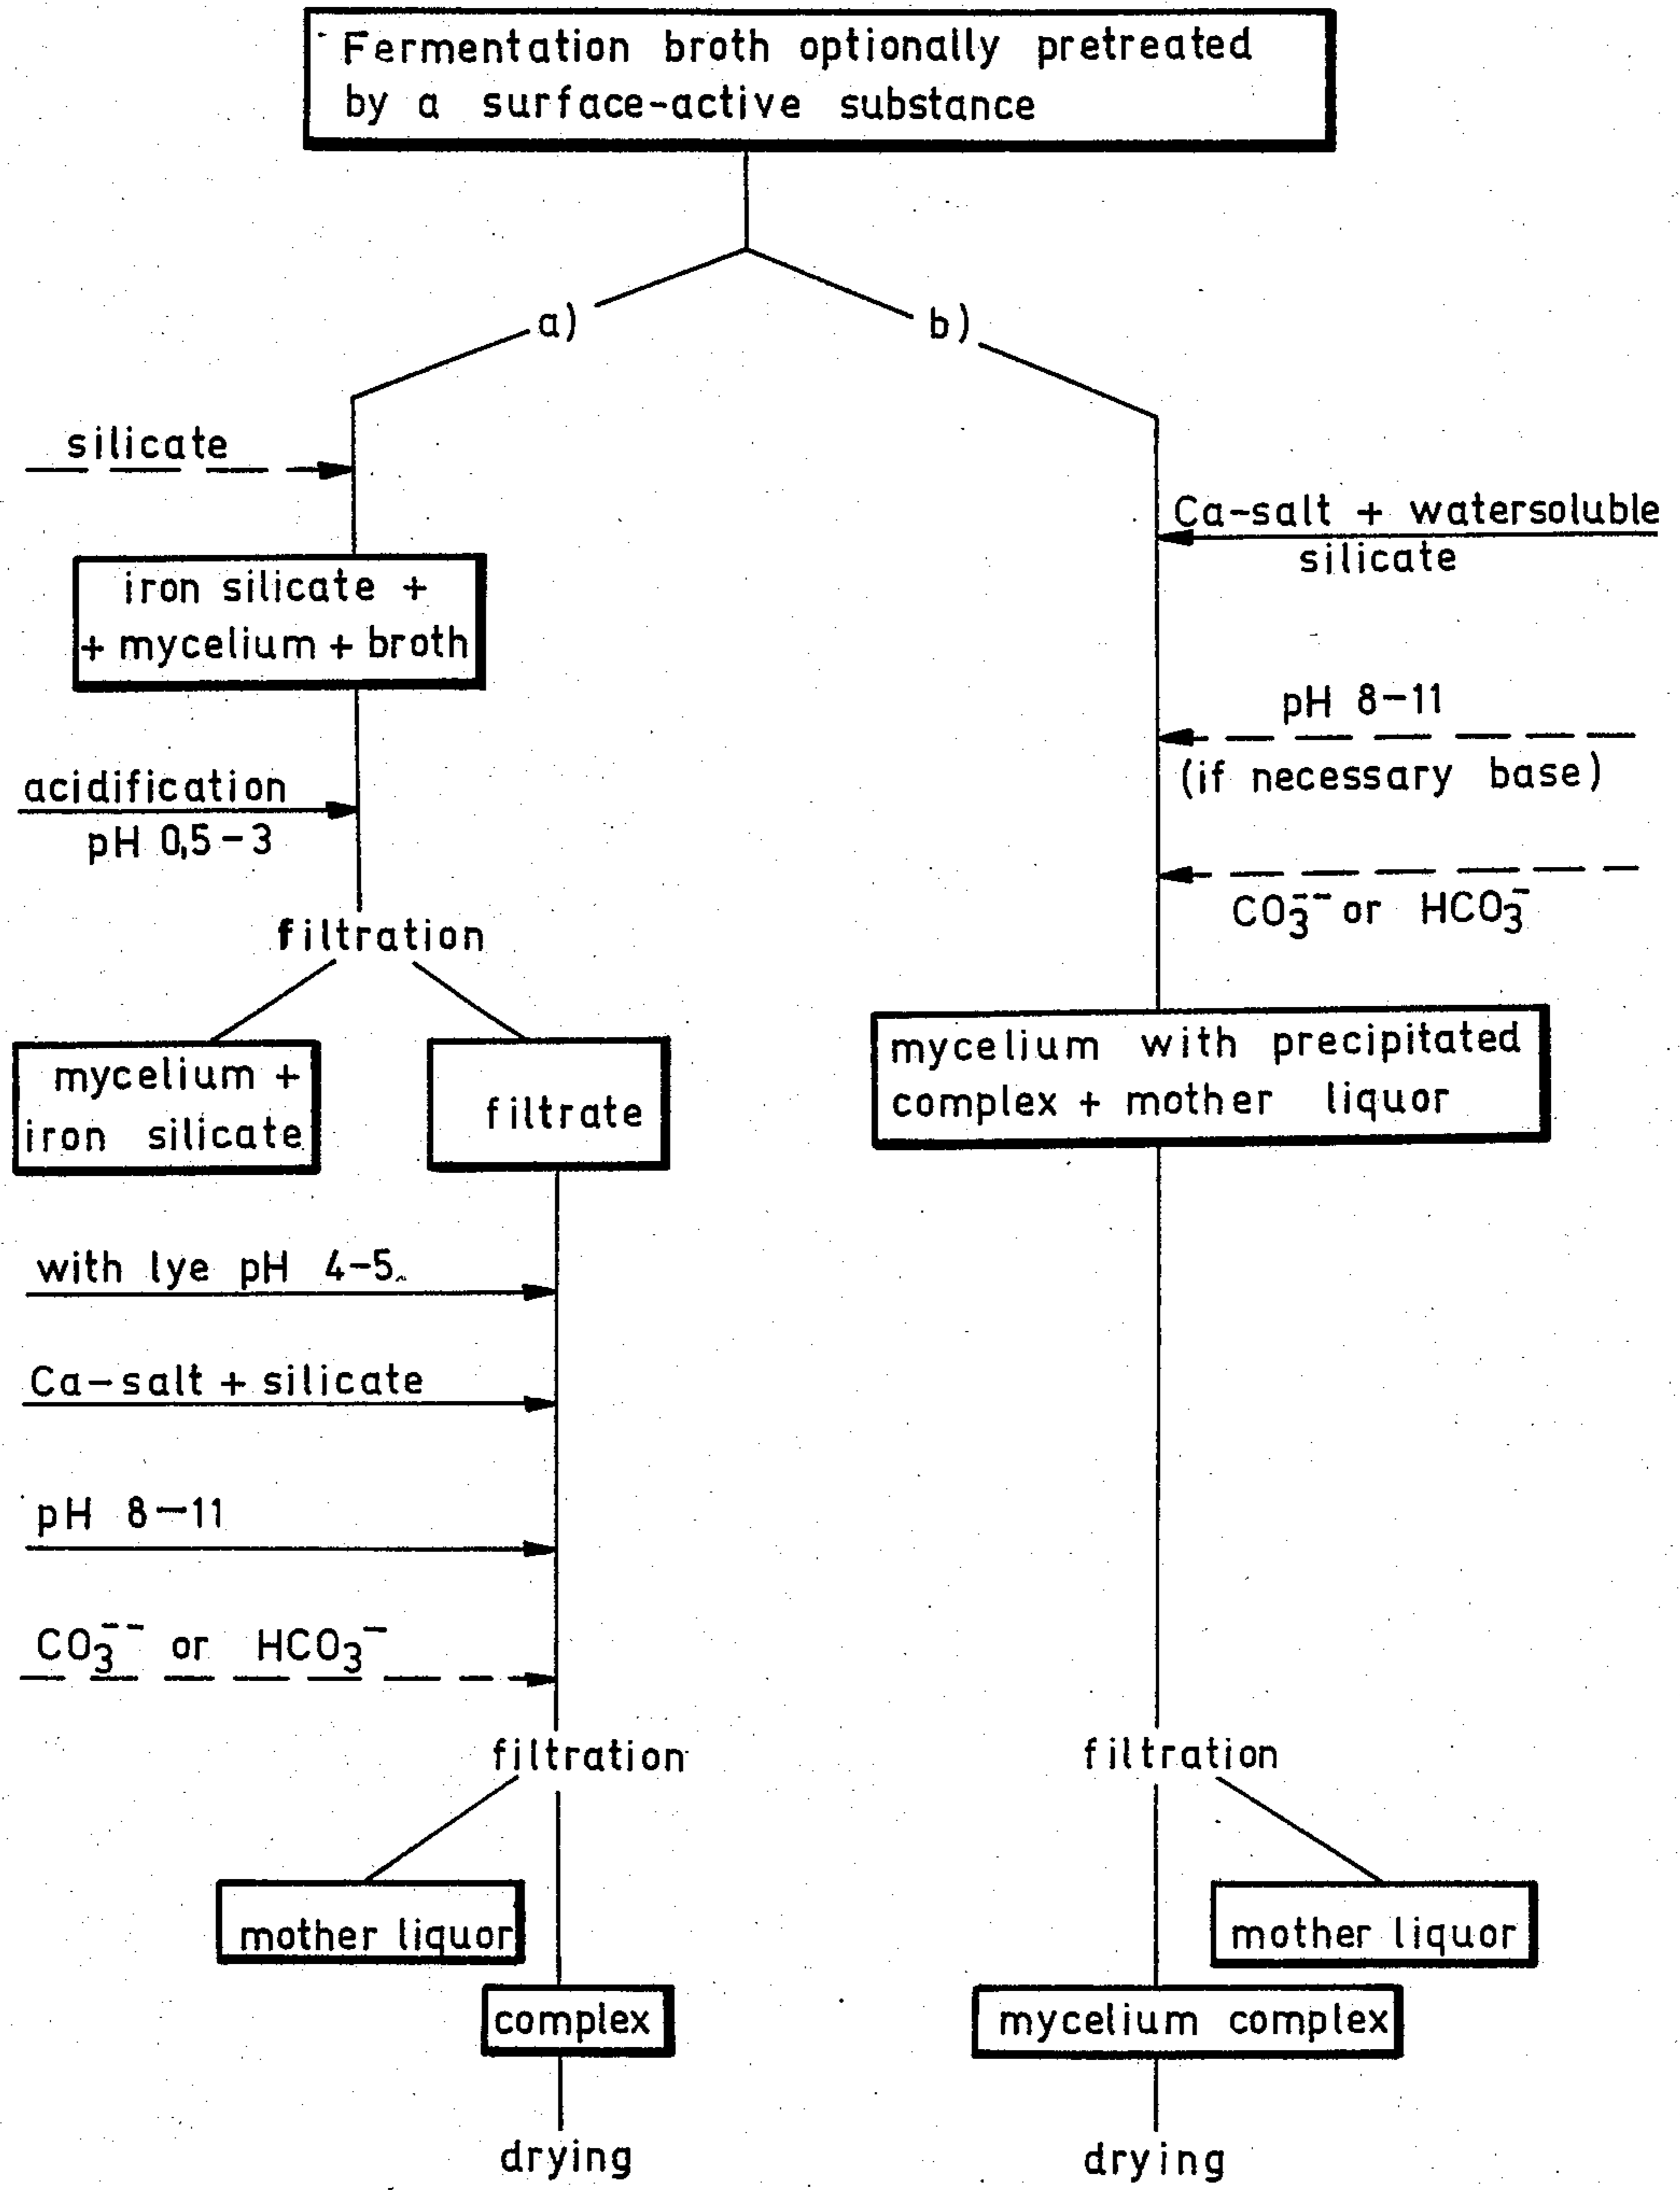 Fermentation broth optionally pretreated
by a surface-active substance
a)
b)
silicate
iron silicate +
+ mycelium + broth
acidification
pH 0,5-3
filtration
mycelium +
iron silicate
filtrate
with lye pH 4-5
Ca-salt + silicate
pH 8-11
CO₃⁻⁻ or HCO₃⁻
filtration
mother liquor
complex
drying
Ca-salt + watersoluble
silicate
pH 8-11
(if necessary base)
CO₃⁻⁻ or HCO₃⁻
mycelium with precipitated
complex + mother liquor
filtration
mother liquor
mycelium complex
drying